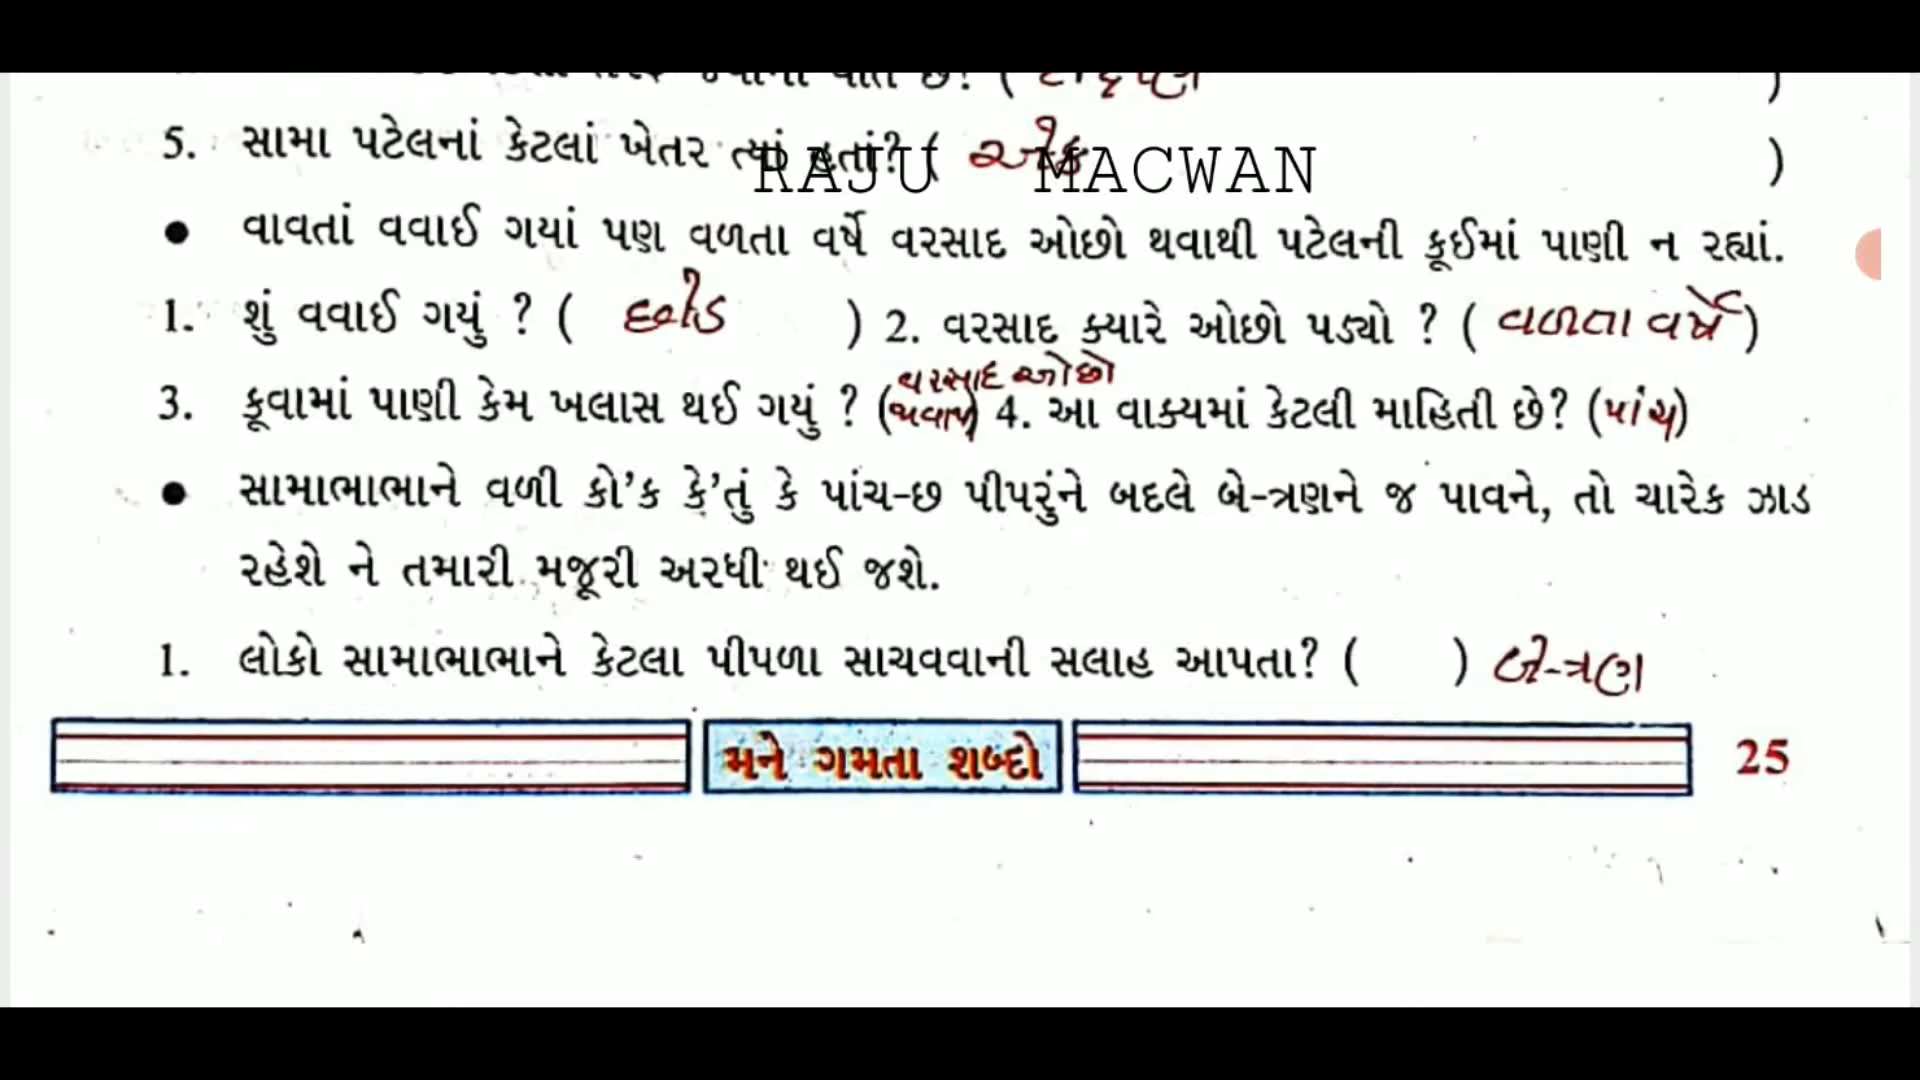 છે? (
)
5. સામા પટેલનાં કેટલાં ખેતર ત્યાં હતાં? ( એક )
RAJU MACWAN
• વાવતાં વવાઈ ગયાં પણ વળતા વર્ષે વરસાદ ઓછો થવાથી પટેલની કૂઈમાં પાણી ન રહ્યાં.
1. શું વવાઈ ગયું ? ( છોડ ) 2. વરસાદ ક્યારે ઓછો પડ્યો ? ( વળતા વર્ષે )
વરસાદ ઓછો
3. કૂવામાં પાણી કેમ ખલાસ થઈ ગયું ? (થવાથી) 4. આ વાક્યમાં કેટલી માહિતી છે? (પાંચ)
• સામાભાભાને વળી કો'ક કે'તું કે પાંચ-છ પીપરુંને બદલે બે-ત્રણને જ પાવને, તો ચારેક ઝાડ
રહેશે ને તમારી મજૂરી અરધી થઈ જશે.
1. લોકો સામાભાભાને કેટલા પીપળા સાચવવાની સલાહ આપતા? ( ) બે-ત્રણ
મને ગમતા શબ્દો 25